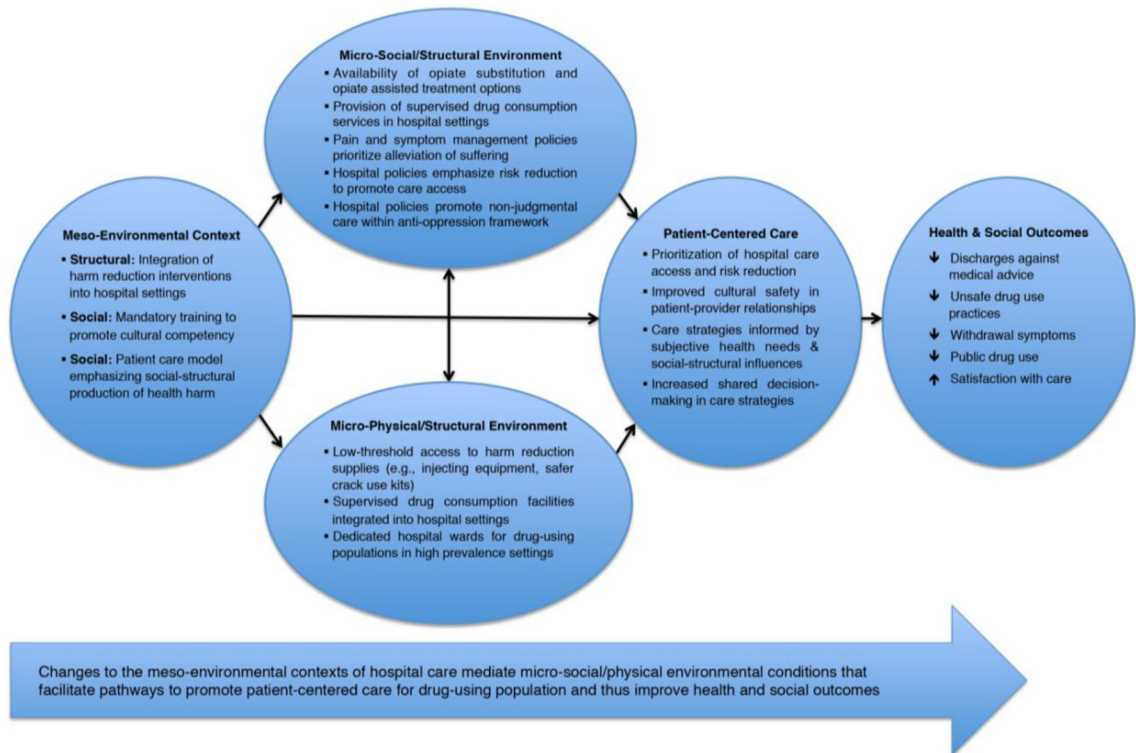 Micro-Social/Structural Environment
▪ Availability of opiate substitution and
opiate assisted treatment options
▪ Provision of supervised drug consumption
services in hospital settings
▪ Pain and symptom management policies
prioritize alleviation of suffering
▪ Hospital policies emphasize risk reduction
to promote care access
▪ Hospital policies promote non-judgmental
care within anti-oppression framework
Meso-Environmental Context
▪ Structural: Integration of
harm reduction interventions
into hospital settings
▪ Social: Mandatory training to
promote cultural competency
▪ Social: Patient care model
emphasizing social-structural
production of health harm
Patient-Centered Care
▪ Prioritization of hospital care
access and risk reduction
▪ Improved cultural safety in
patient-provider relationships
▪ Care strategies informed by
subjective health needs &
social-structural influences
▪ Increased shared decision-
making in care strategies
Health & Social Outcomes
↓ Discharges against
medical advice
↓ Unsafe drug use
practices
↓ Withdrawal symptoms
↓ Public drug use
↑ Satisfaction with care
Micro-Physical/Structural Environment
▪ Low-threshold access to harm reduction
supplies (e.g., injecting equipment, safer
crack use kits)
▪ Supervised drug consumption facilities
integrated into hospital settings
▪ Dedicated hospital wards for drug-using
populations in high prevalence settings
Changes to the meso-environmental contexts of hospital care mediate micro-social/physical environmental conditions that
facilitate pathways to promote patient-centered care for drug-using population and thus improve health and social outcomes